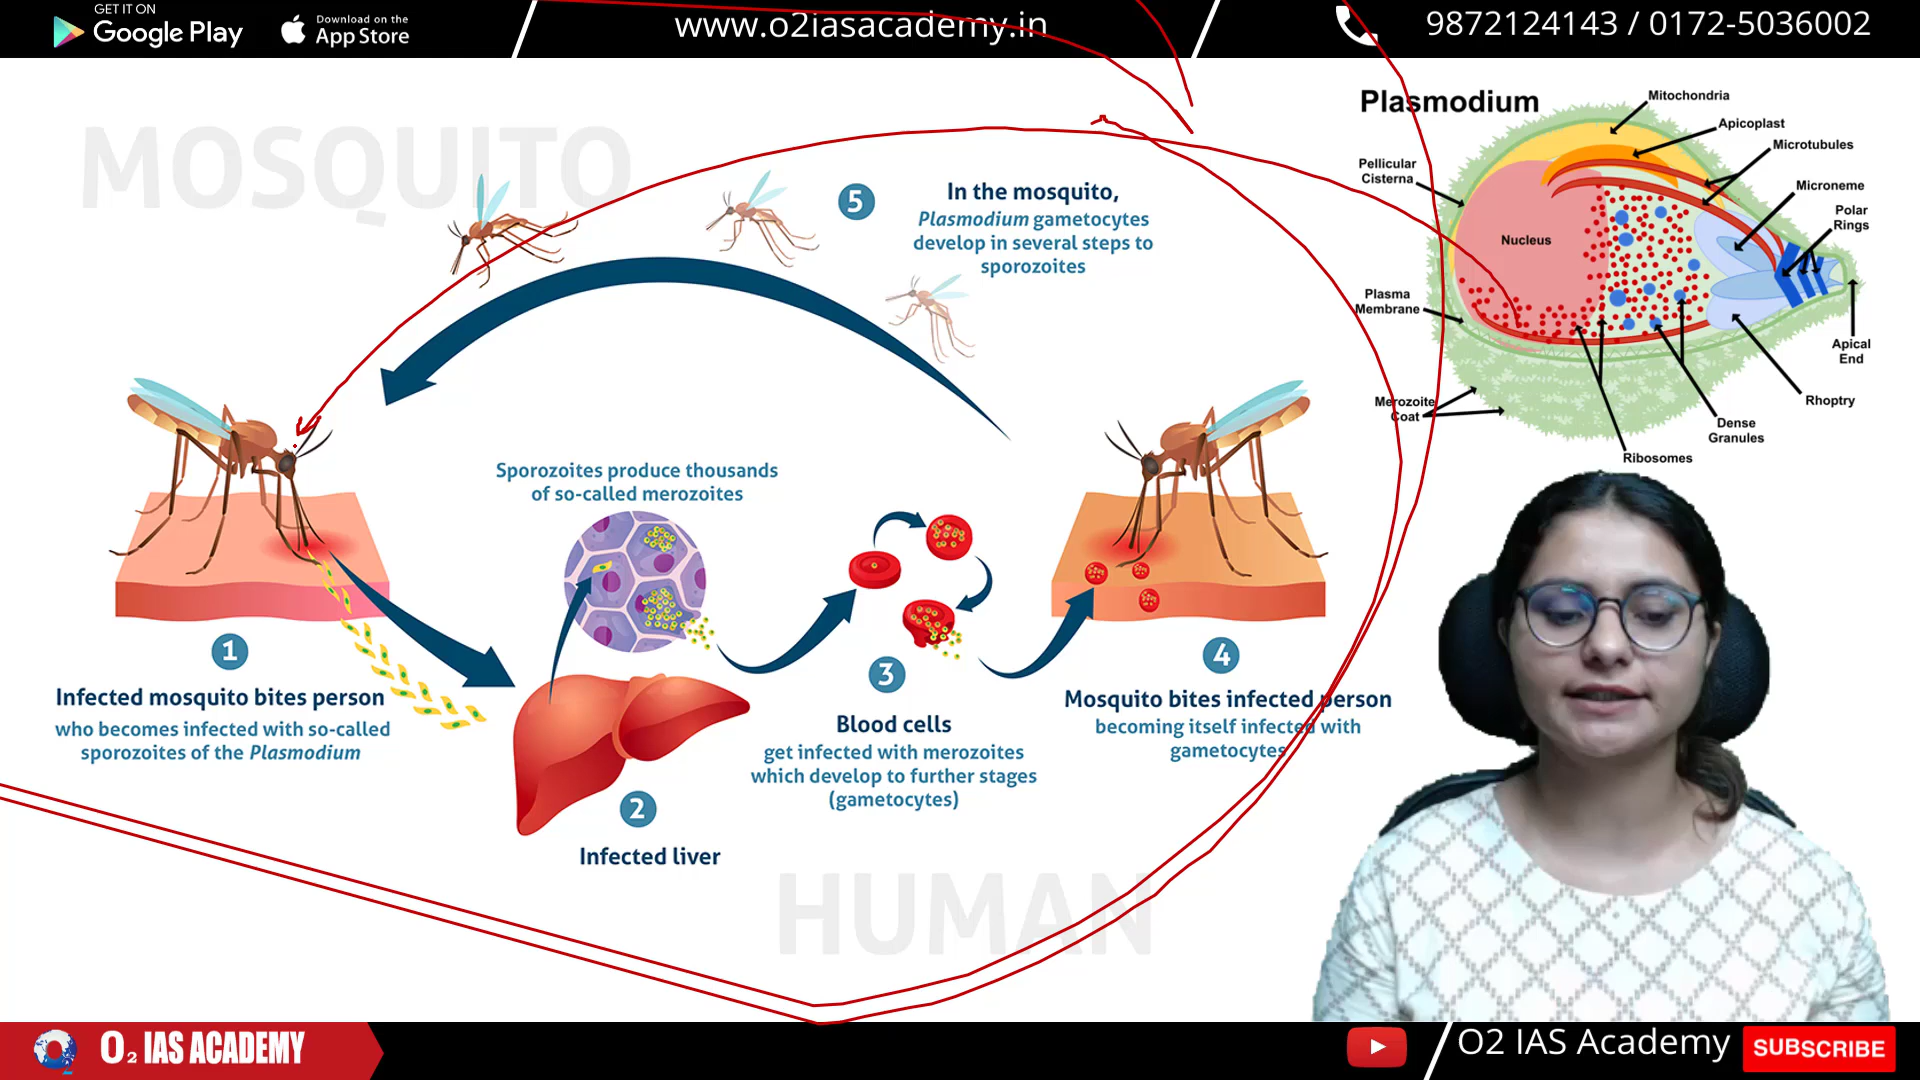 GET IT ON
Google Play
Download on the
App Store
www.o2iasacademy.in
9872124143 / 0172-5036002
MOSQUITO
5
In the mosquito,
Plasmodium gametocytes
develop in several steps to
sporozoites
Plasmodium
Mitochondria
Apicoplast
Microtubules
Microneme
Polar
Rings
Pellicular
Cisterna
Nucleus
Plasma
Membrane
Apical
End
Merozoite
Coat
Rhoptry
Dense
Granules
Ribosomes
Sporozoites produce thousands
of so-called merozoites
1
Infected mosquito bites person
who becomes infected with so-called
sporozoites of the Plasmodium
2
Infected liver
3
Blood cells
get infected with merozoites
which develop to further stages
(gametocytes)
4
Mosquito bites infected person
becoming itself infected with
gametocytes
HUMAN
O2 IAS ACADEMY
O2 IAS Academy
SUBSCRIBE